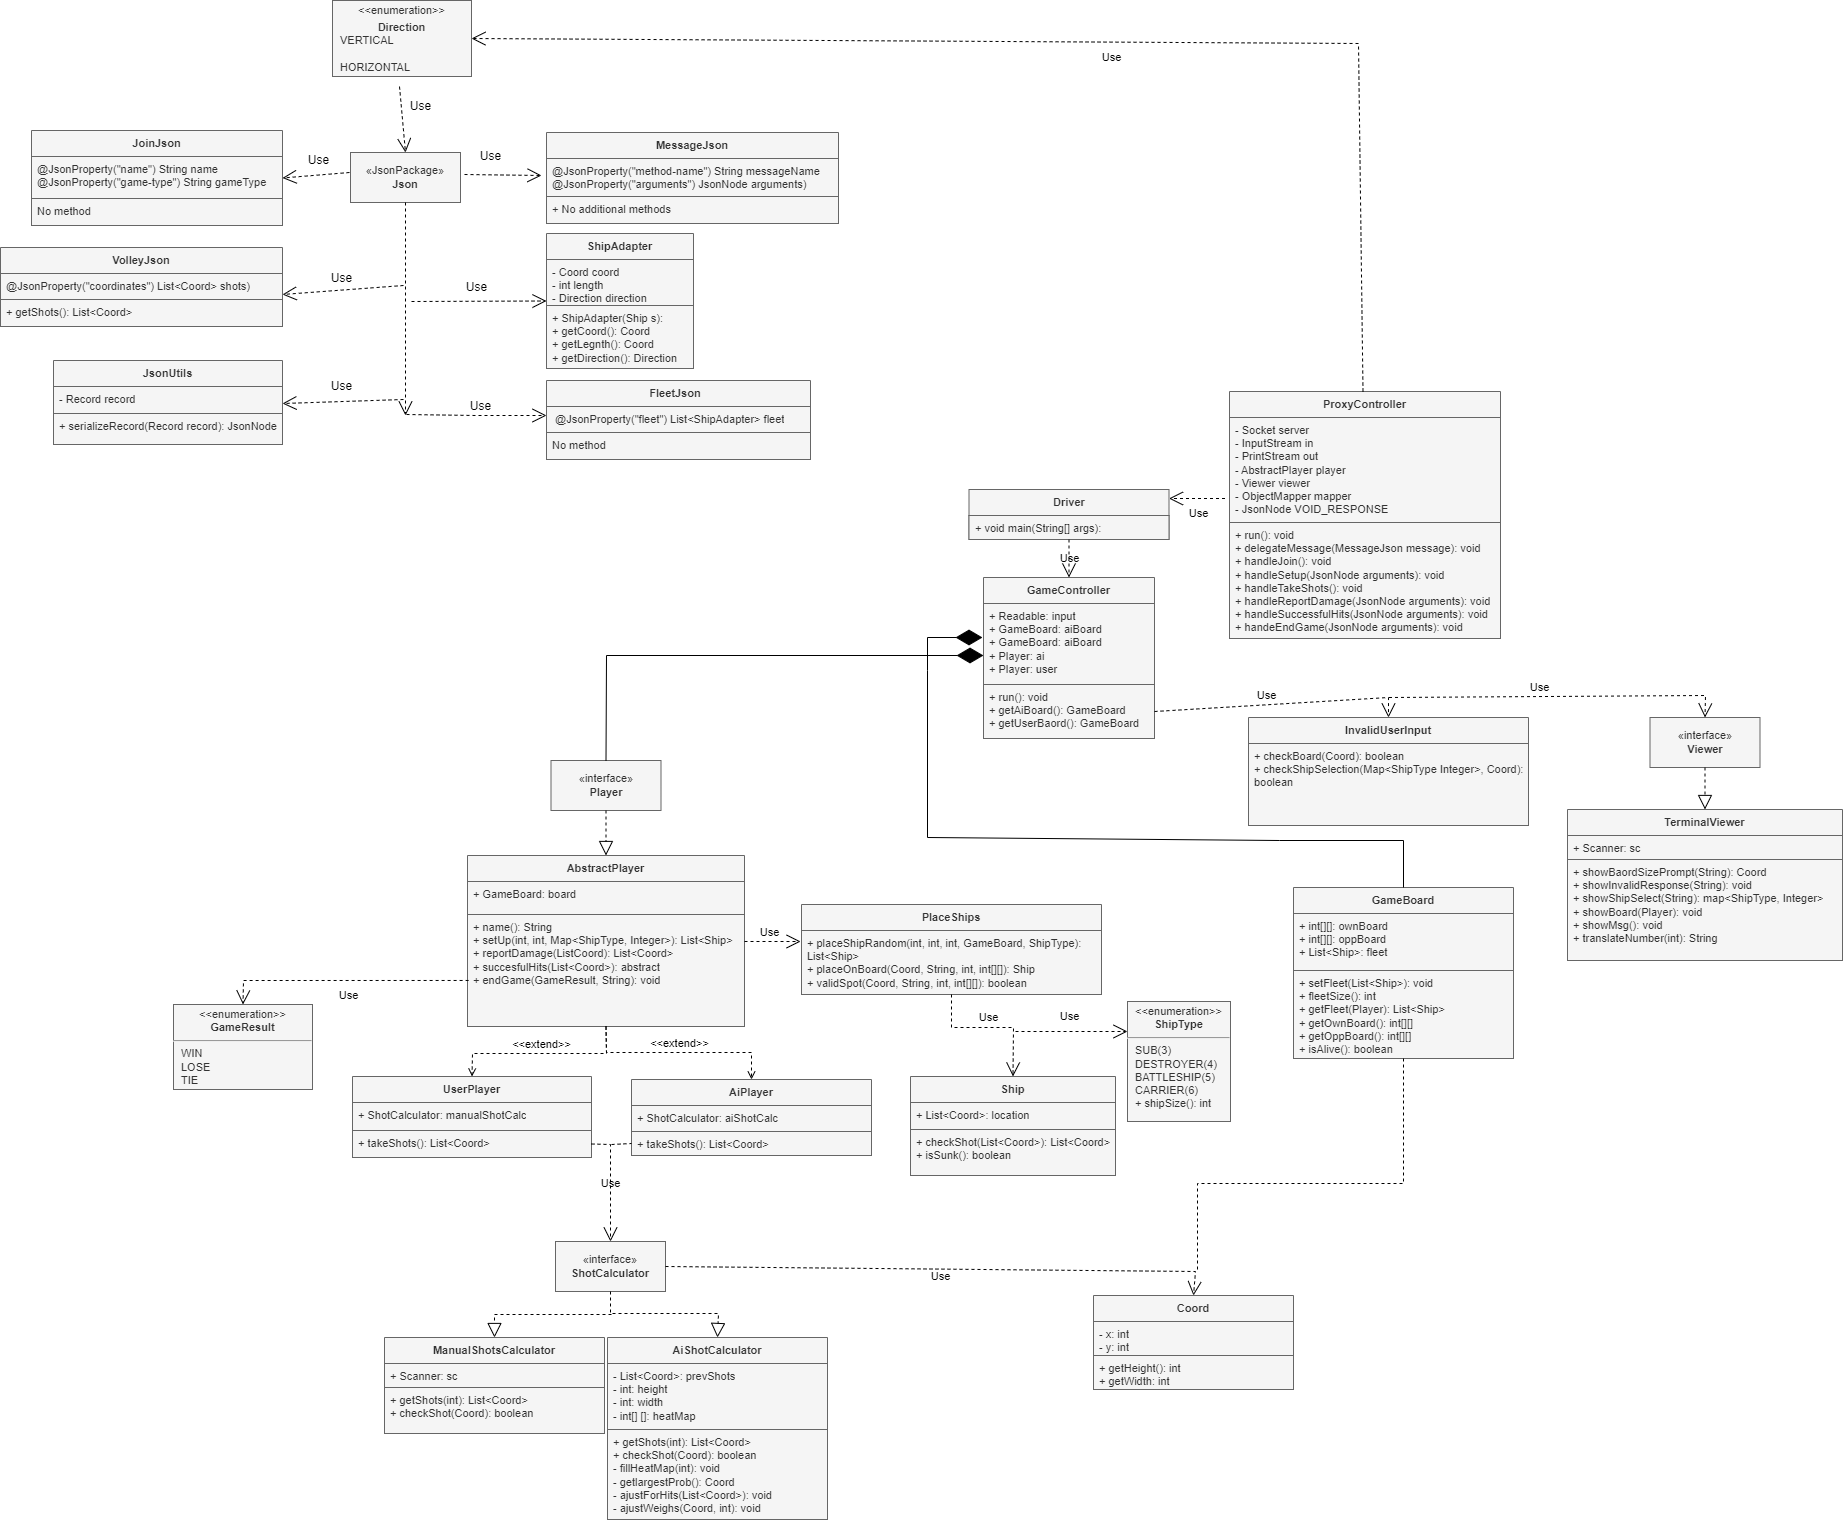 <<enumeration>>
Direction
VERTICAL
HORIZONTAL
Use
Use
JoinJson
@JsonProperty("name") String name
@JsonProperty("game-type") String gameType
No method
Use
«JsonPackage»
Json
Use
MessageJson
@JsonProperty("method-name") String messageName
@JsonProperty("arguments") JsonNode arguments)
+ No additional methods
VolleyJson
@JsonProperty("coordinates") List<Coord> shots)
+ getShots(): List<Coord>
Use
Use
ShipAdapter
- Coord coord
- int length
- Direction direction
+ ShipAdapter(Ship s):
+ getCoord(): Coord
+ getLegnth(): Coord
+ getDirection(): Direction
JsonUtils
- Record record
+ serializeRecord(Record record): JsonNode
Use
Use
FleetJson
@JsonProperty("fleet") List<ShipAdapter> fleet
No method
ProxyController
- Socket server
- InputStream in
- PrintStream out
- AbstractPlayer player
- Viewer viewer
- ObjectMapper mapper
- JsonNode VOID_RESPONSE
+ run(): void
+ delegateMessage(MessageJson message): void
+ handleJoin(): void
+ handleSetup(JsonNode arguments): void
+ handleTakeShots(): void
+ handleReportDamage(JsonNode arguments): void
+ handleSuccessfulHits(JsonNode arguments): void
+ handeEndGame(JsonNode arguments): void
Use
Driver
+ void main(String[] args):
Use
GameController
+ Readable: input
+ GameBoard: aiBoard
+ GameBoard: aiBoard
+ Player: ai
+ Player: user
+ run(): void
+ getAiBoard(): GameBoard
+ getUserBaord(): GameBoard
Use
Use
InvalidUserInput
+ checkBoard(Coord): boolean
+ checkShipSelection(Map<ShipType Integer>, Coord):
boolean
«interface»
Viewer
TerminalViewer
+ Scanner: sc
+ showBaordSizePrompt(String): Coord
+ showInvalidResponse(String): void
+ showShipSelect(String): map<ShipType, Integer>
+ showBoard(Player): void
+ showMsg(): void
+ translateNumber(int): String
«interface»
Player
AbstractPlayer
+ GameBoard: board
+ name(): String
+ setUp(int, int, Map<ShipType, Integer>): List<Ship>
+ reportDamage(ListCoord): List<Coord>
+ succesfulHits(List<Coord>): abstract
+ endGame(GameResult, String): void
Use
PlaceShips
+ placeShipRandom(int, int, int, GameBoard, ShipType):
List<Ship>
+ placeOnBoard(Coord, String, int, int[][]): Ship
+ validSpot(Coord, String, int, int[][]): boolean
GameBoard
+ int[][]: ownBoard
+ int[][]: oppBoard
+ List<Ship>: fleet
+ setFleet(List<Ship>): void
+ fleetSize(): int
+ getFleet(Player): List<Ship>
+ getOwnBoard(): int[][]
+ getOppBoard(): int[][]
+ isAlive(): boolean
Use
<<enumeration>>
GameResult
WIN
LOSE
TIE
Use
Use
<<enumeration>>
ShipType
SUB(3)
DESTROYER(4)
BATTLESHIP(5)
CARRIER(6)
+ shipSize(): int
<<extend>>
<<extend>>
UserPlayer
+ ShotCalculator: manualShotCalc
+ takeShots(): List<Coord>
AiPlayer
+ ShotCalculator: aiShotCalc
+ takeShots(): List<Coord>
Ship
+ List<Coord>: location
+ checkShot(List<Coord>): List<Coord>
+ isSunk(): boolean
Use
«interface»
ShotCalculator
Use
Coord
- x: int
- y: int
+ getHeight(): int
+ getWidth: int
ManualShotsCalculator
+ Scanner: sc
+ getShots(int): List<Coord>
+ checkShot(Coord): boolean
AiShotCalculator
- List<Coord>: prevShots
- int: height
- int: width
- int[] []: heatMap
+ getShots(int): List<Coord>
+ checkShot(Coord): boolean
- fillHeatMap(int): void
- getlargestProb(): Coord
- ajustForHits(List<Coord>): void
- ajustWeighs(Coord, int): void